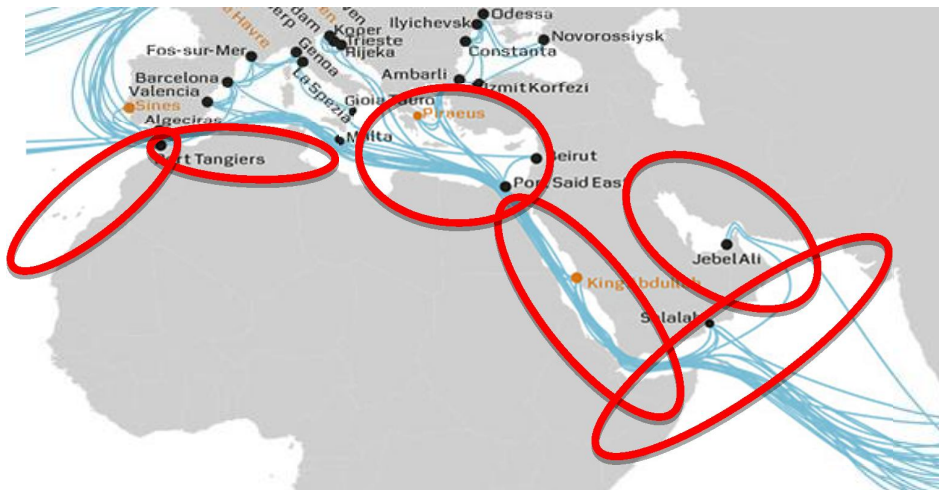 Havre
Koper
Trieste
Rijeka
Ilyichevsk
Odessa
Novorossiysk
Constanta
Fos-sur-Mer
Genoa
La Spezia
Barcelona
Valencia
Sines
Ambarli
Izmit Korfezi
Gioia Tauro
Piraeus
Algeciras
Malta
Port Tangiers
Beirut
Port Said East
Jebel Ali
King Abdullah
Salalah